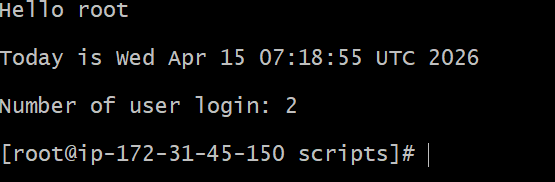 Hello root
Today is Wed Apr 15 07:18:55 UTC 2026
Number of user login: 2
[root@ip-172-31-45-150 scripts]#